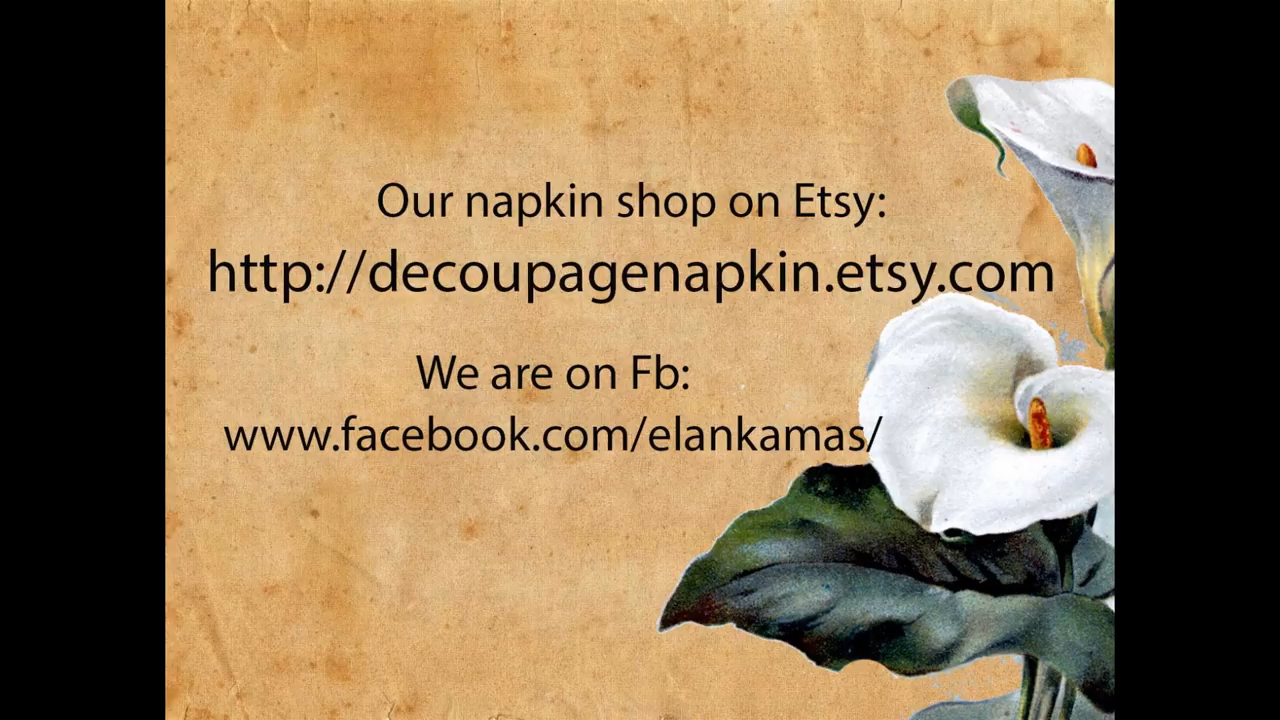 Our napkin shop on Etsy:
http://decoupagenapkin.etsy.com
We are on Fb:
www.facebook.com/elankamas/